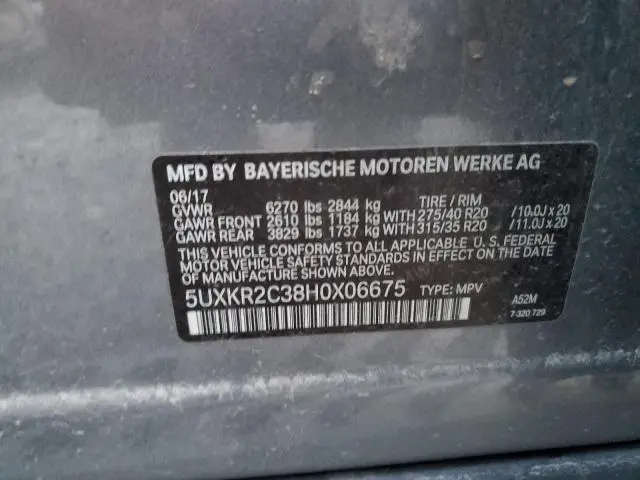 MFD BY BAYERISCHE MOTOREN WERKE AG
06/17 TIRE / RIM
GVWR 6270 lbs 2844 kg
GAWR FRONT 2610 lbs 1184 kg WITH 275/40 R20 /10.0J x 20
GAWR REAR 3829 lbs 1737 kg WITH 315/35 R20 /11.0J x 20
THIS VEHICLE CONFORMS TO ALL APPLICABLE U. S. FEDERAL
MOTOR VEHICLE SAFETY STANDARDS IN EFFECT ON THE
DATE OF MANUFACTURE SHOWN ABOVE.
5UXKR2C38H0X06675 TYPE: MPV
A52M
7 320 729